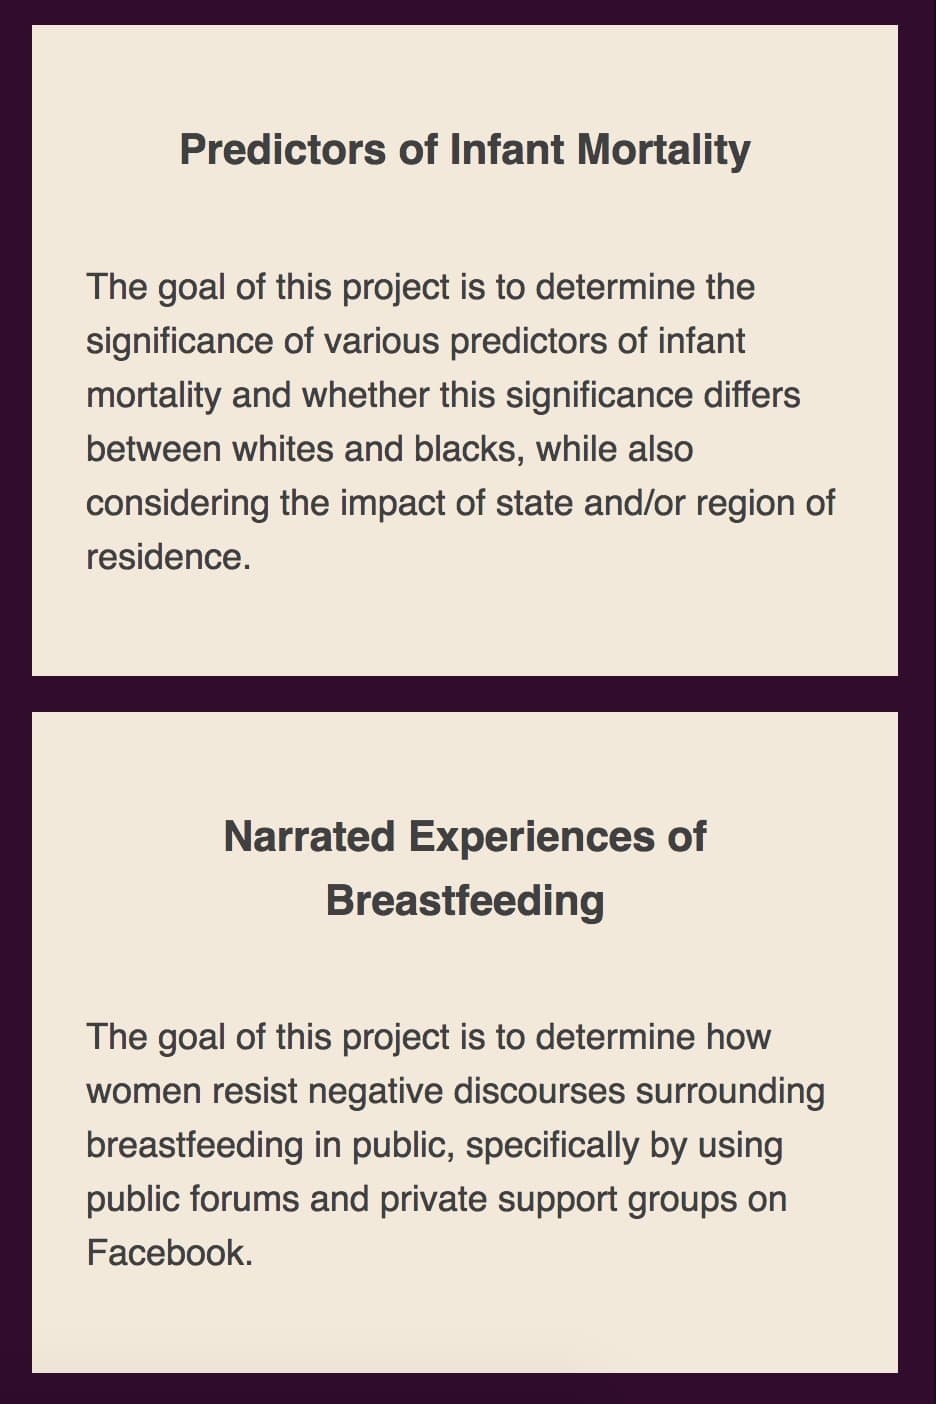 Predictors of Infant Mortality
The goal of this project is to determine the
significance of various predictors of infant
mortality and whether this significance differs
between whites and blacks, while also
considering the impact of state and/or region of
residence.
Narrated Experiences of
Breastfeeding
The goal of this project is to determine how
women resist negative discourses surrounding
breastfeeding in public, specifically by using
public forums and private support groups on
Facebook.